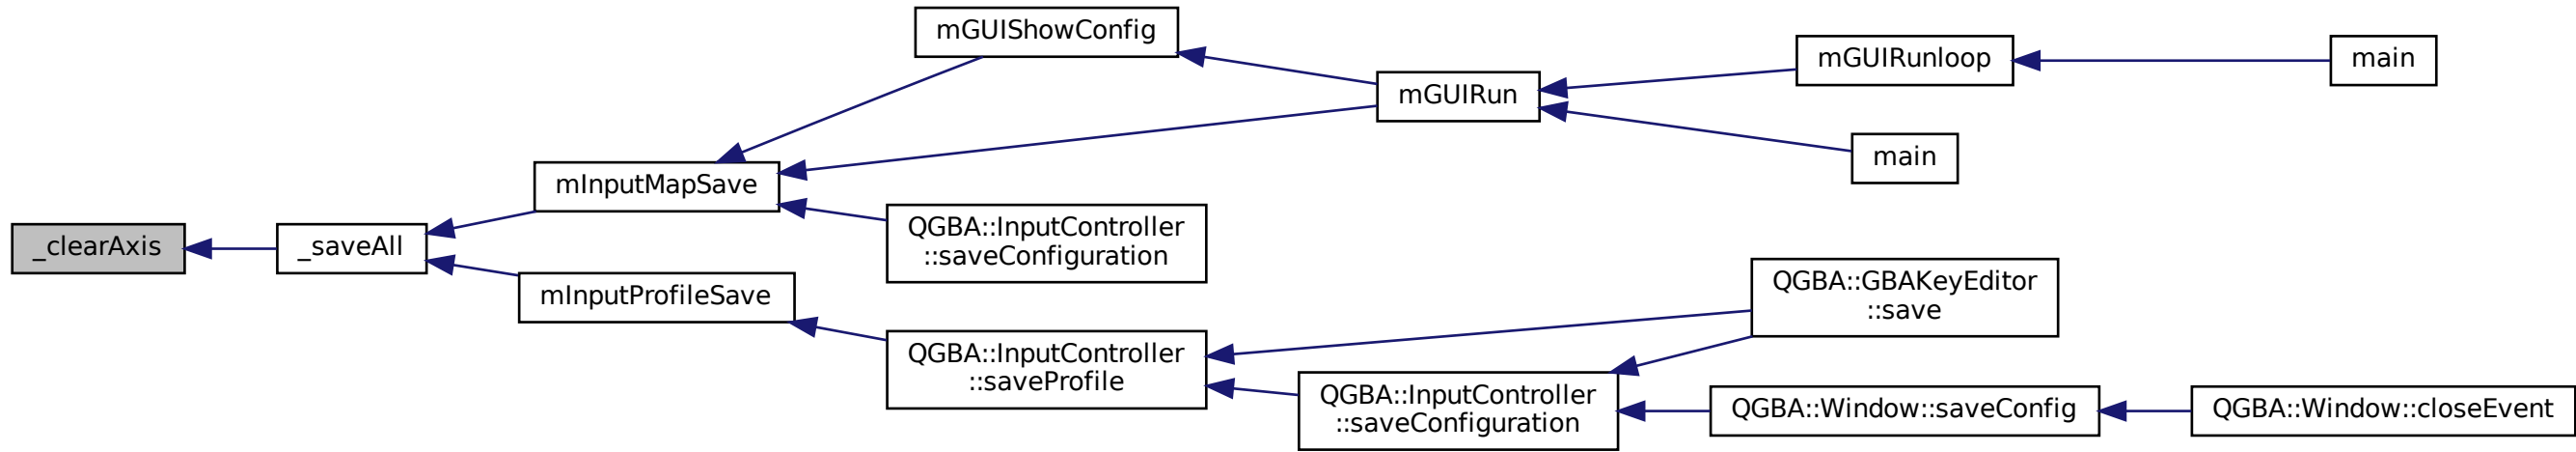 mGUIShowConfig
mGUIRunloop
main
mGUIRun
main
mInputMapSave
QGBA::InputController
::saveConfiguration
_clearAxis
_saveAll
mInputProfileSave
QGBA::GBAKeyEditor
::save
QGBA::InputController
::saveProfile
QGBA::InputController
::saveConfiguration
QGBA::Window::saveConfig
QGBA::Window::closeEvent